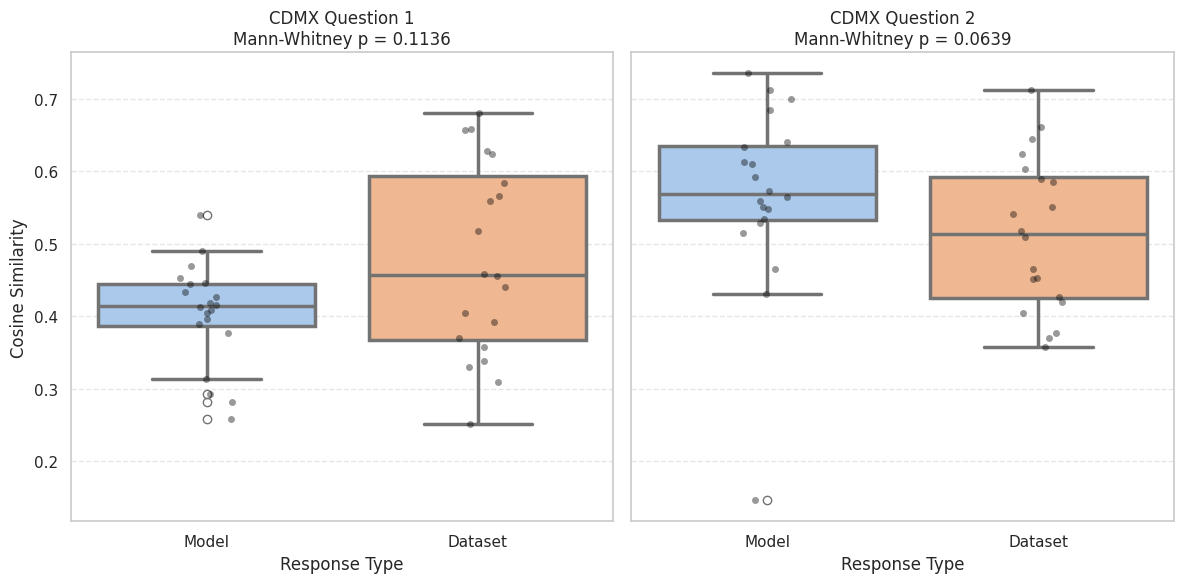 CDMX Question 1
Mann-Whitney p = 0.1136
CDMX Question 2
Mann-Whitney p = 0.0639
Cosine Similarity
0.7
0.6
0.5
0.4
0.3
0.2
Model
Dataset
Model
Dataset
Response Type
Response Type